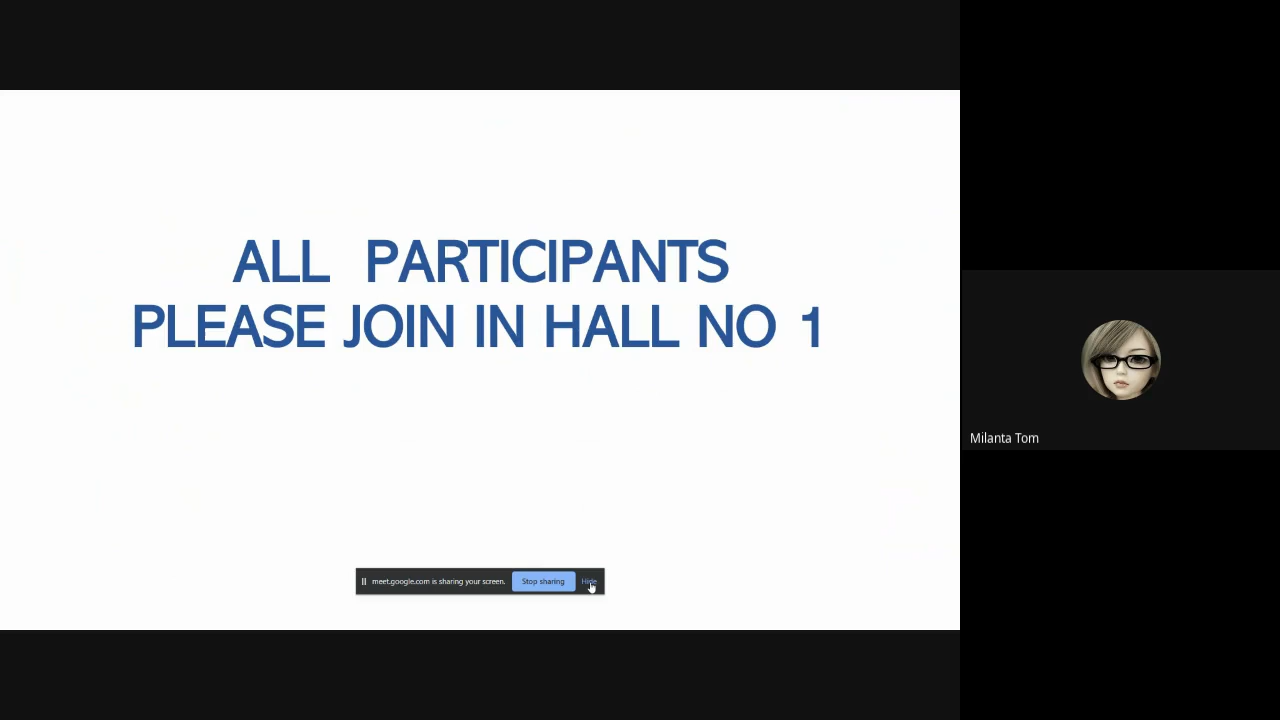 ALL PARTICIPANTS
PLEASE JOIN IN HALL NO 1
Milanta Tom
meet.google.com is sharing your screen. Stop sharing Hide